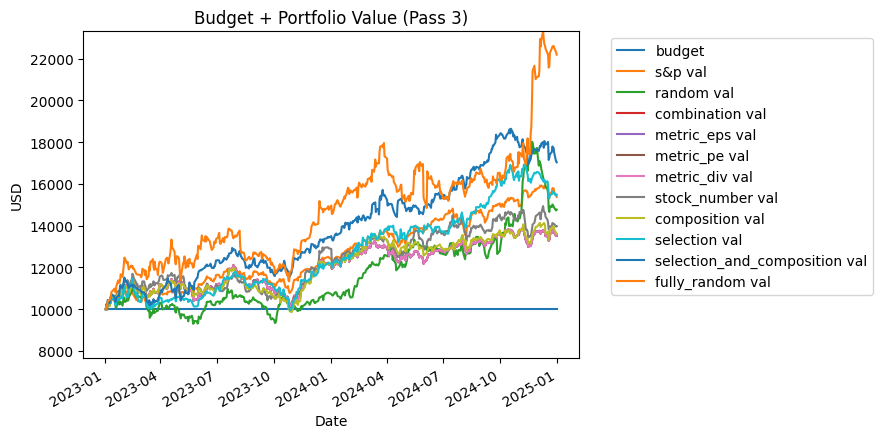 Budget + Portfolio Value (Pass 3)
USD
22000
20000
18000
16000
14000
12000
10000
8000
2023-01
2023-04
2023-07
2023-10
2024-01
2024-04
2024-07
2024-10
2025-01
Date
budget
s&p val
random val
combination val
metric_eps val
metric_pe val
metric_div val
stock_number val
composition val
selection val
selection_and_composition val
fully_random val